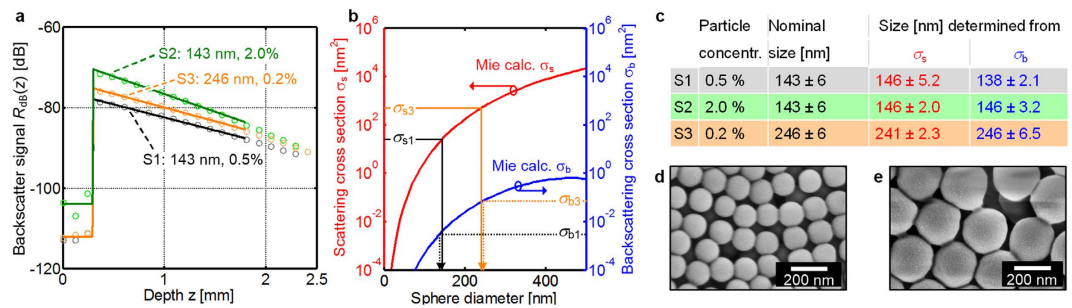 a
Backscatter signal R_dB(z) [dB]
-60
-80
-100
-120
S2: 143 nm, 2.0%
S3: 246 nm, 0.2%
S1: 143 nm, 0.5%
0
1
2
2.5
Depth z [mm]
b
Scattering cross section σ_s [nm²]
10^6
10^4
10^2
10^0
10^-2
10^-4
Mie calc. σ_s
σ_s3
σ_s1
Mie calc. σ_b
σ_b3
σ_b1
10^6
10^4
10^2
10^0
10^-2
10^-4
Backscattering cross section σ_b [nm²]
0
200
400
Sphere diameter [nm]
c
Particle concentr. Nominal size [nm] Size [nm] determined from
σ_s σ_b
S1 0.5 % 143 ± 6 146 ± 5.2 138 ± 2.1
S2 2.0 % 143 ± 6 146 ± 2.0 146 ± 3.2
S3 0.2 % 246 ± 6 241 ± 2.3 246 ± 6.5
d
200 nm
e
200 nm